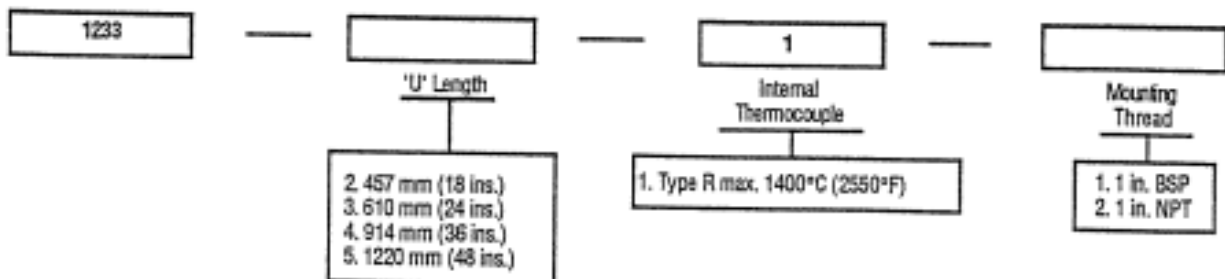 1233
1
'U' Length
Internal
Thermocouple
Mounting
Thread
2. 457 mm (18 ins.)
3. 610 mm (24 ins.)
4. 914 mm (36 ins.)
5. 1220 mm (48 ins.)
1. Type R max. 1400°C (2550°F)
1. 1 in. BSP
2. 1 in. NPT